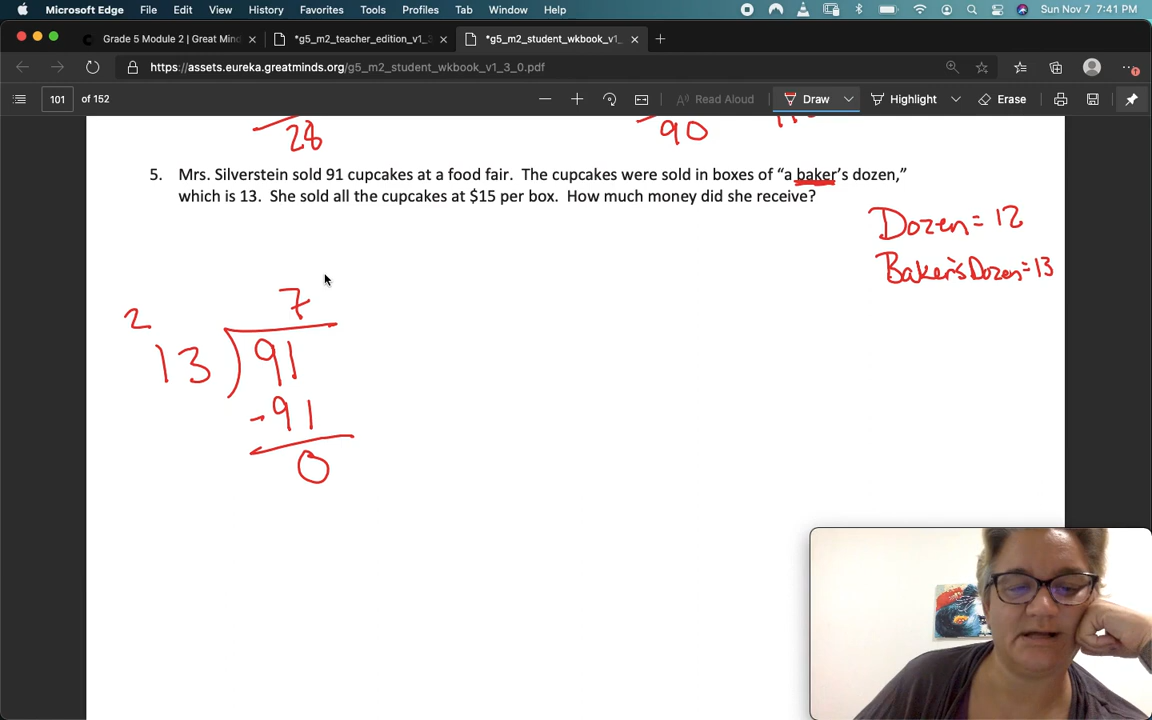 Microsoft Edge File Edit View History Favorites Tools Profiles Tab Window Help Sun Nov 7 7:41 PM
Grade 5 Module 2 | Great Mind *g5_m2_teacher_edition_v1_3 *g5_m2_student_wkbook_v1_
https://assets.eureka.greatminds.org/g5_m2_student_wkbook_v1_3_0.pdf
101 of 152 Read Aloud Draw Highlight Erase
28 90
5. Mrs. Silverstein sold 91 cupcakes at a food fair. The cupcakes were sold in boxes of “a baker’s dozen,”
which is 13. She sold all the cupcakes at $15 per box. How much money did she receive?
Dozen = 12
Baker's Dozen = 13
7
2
13 91
- 91
0